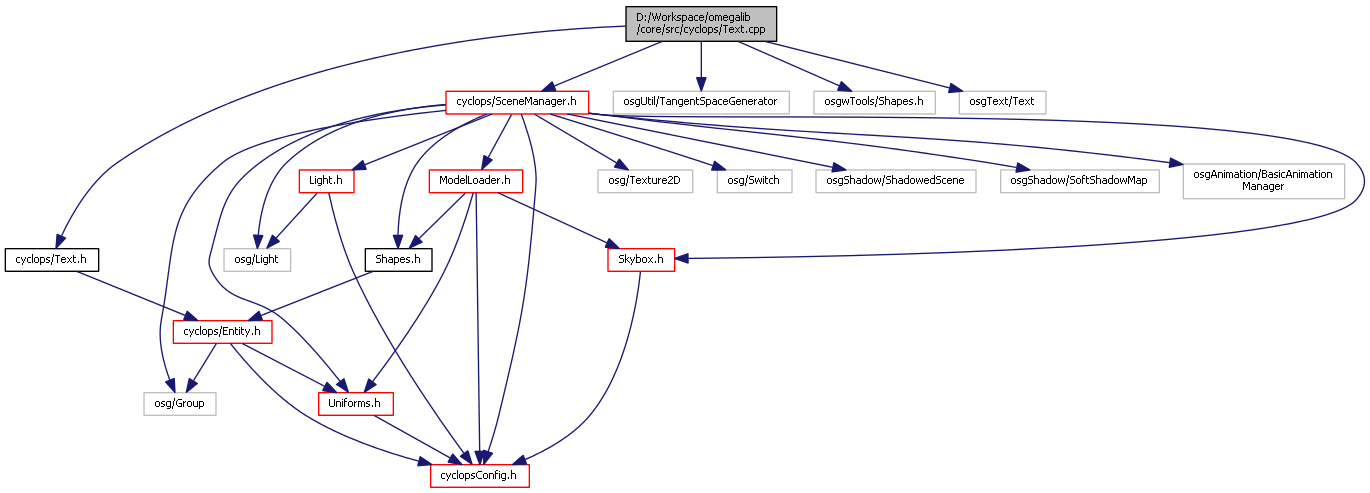 D:/Workspace/omegalib
/core/src/cyclops/Text.cpp
cyclops/SceneManager.h
osgUtil/TangentSpaceGenerator
osgwTools/Shapes.h
osgText/Text
Light.h
ModelLoader.h
osg/Texture2D
osg/Switch
osgShadow/ShadowedScene
osgShadow/SoftShadowMap
osgAnimation/BasicAnimation
Manager
cyclops/Text.h
osg/Light
Shapes.h
Skybox.h
cyclops/Entity.h
osg/Group
Uniforms.h
cyclopsConfig.h